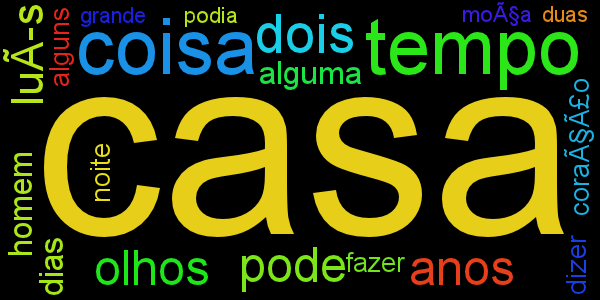 luÃ-s
alguns
grande
podia
coisa
dois
alguma
tempo
moÃ§a
duas
casa
noite
homem
dias
olhos
pode
fazer
anos
coraÃ§Ã£o
dizer